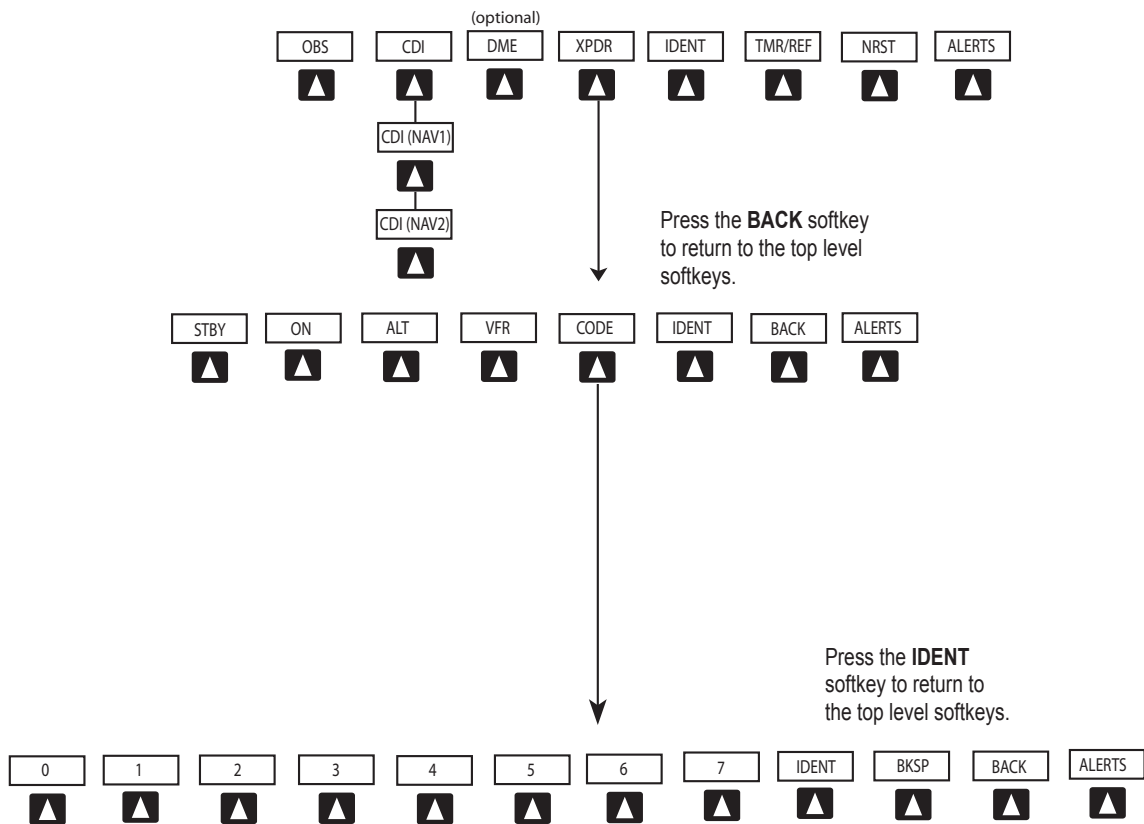 (optional)
OBS CDI DME XPDR IDENT TMR/REF NRST ALERTS
CDI (NAV1)
CDI (NAV2)
Press the BACK softkey
to return to the top level
softkeys.
STBY ON ALT VFR CODE IDENT BACK ALERTS
Press the IDENT
softkey to return to
the top level softkeys.
0 1 2 3 4 5 6 7 IDENT BKSP BACK ALERTS